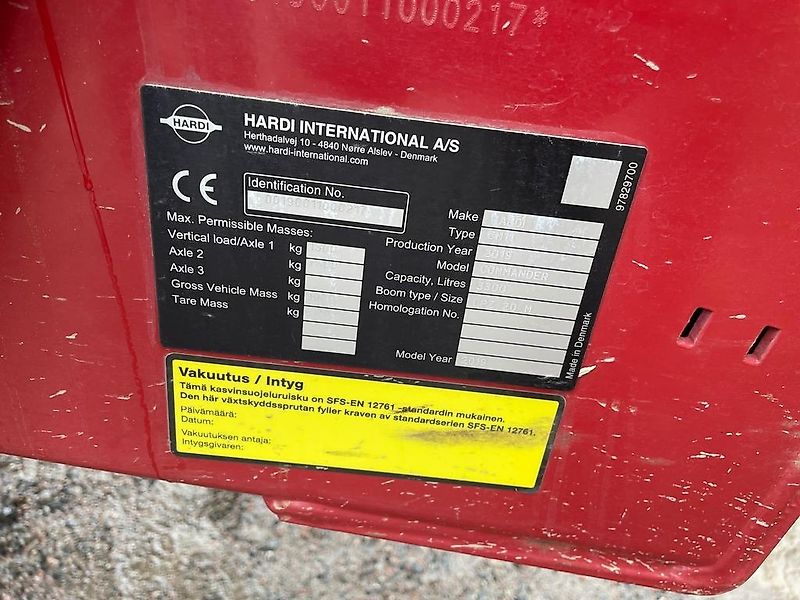 HARDI
HARDI INTERNATIONAL A/S
Herthadalvej 10 - 4840 Nørre Alslev - Denmark
www.hardi-international.com
97829700
CE
Identification No.
Max. Permissible Masses:
Vertical load/Axle 1 kg
Axle 2 kg
Axle 3 kg
Gross Vehicle Mass kg
Tare Mass kg
Make HARDI
Type
Production Year 2019
Model COMMANDER
Capacity, Litres 3300
Boom type / Size
Homologation No.
Model Year 2019
Made in Denmark
Vakuutus / Intyg
Tämä kasvinsuojeluruisku on SFS-EN 12761 -standardin mukainen.
Den här växtskyddssprutan fyller kraven av standardserien SFS-EN 12761.
Päivämäärä:
Datum:
Vakuutuksen antaja:
Intygsgivaren: